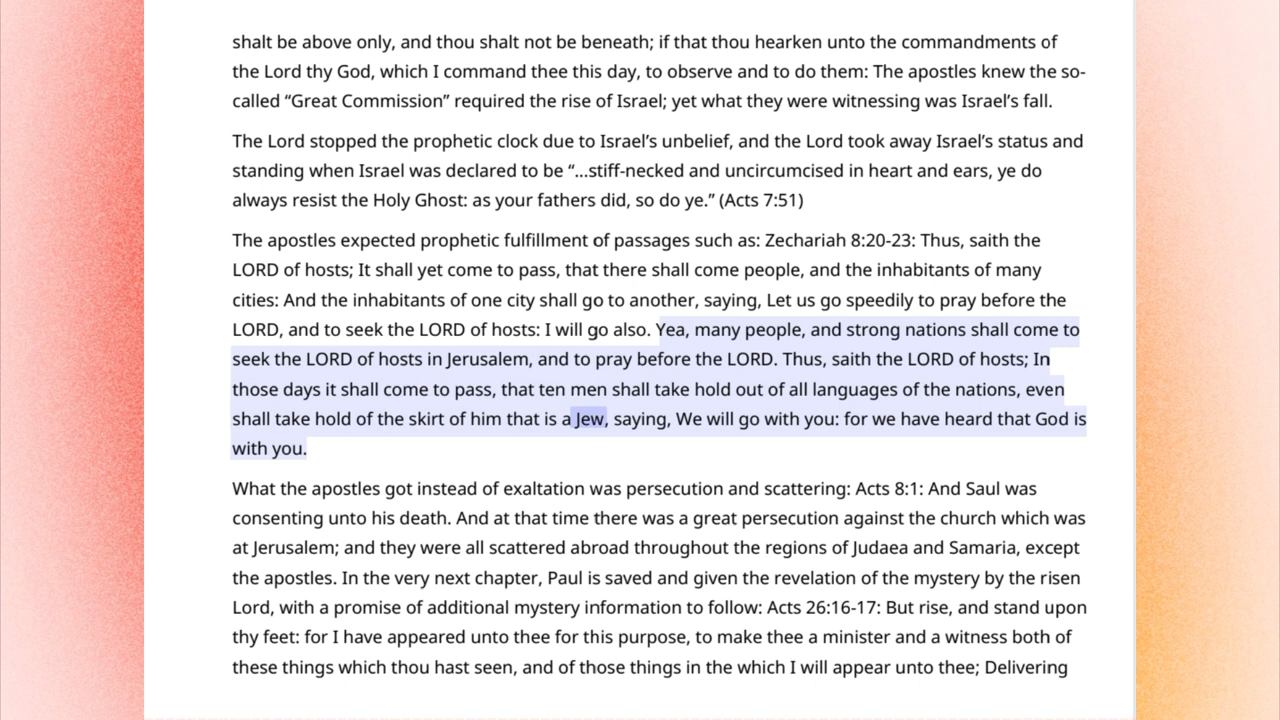 shalt be above only, and thou shalt not be beneath; if that thou hearken unto the commandments of
the Lord thy God, which I command thee this day, to observe and to do them: The apostles knew the so-
called “Great Commission” required the rise of Israel; yet what they were witnessing was Israel’s fall.
The Lord stopped the prophetic clock due to Israel’s unbelief, and the Lord took away Israel’s status and
standing when Israel was declared to be “…stiff-necked and uncircumcised in heart and ears, ye do
always resist the Holy Ghost: as your fathers did, so do ye.” (Acts 7:51)
The apostles expected prophetic fulfillment of passages such as: Zechariah 8:20-23: Thus, saith the
LORD of hosts; It shall yet come to pass, that there shall come people, and the inhabitants of many
cities: And the inhabitants of one city shall go to another, saying, Let us go speedily to pray before the
LORD, and to seek the LORD of hosts: I will go also. Yea, many people, and strong nations shall come to
seek the LORD of hosts in Jerusalem, and to pray before the LORD. Thus, saith the LORD of hosts; In
those days it shall come to pass, that ten men shall take hold out of all languages of the nations, even
shall take hold of the skirt of him that is a Jew, saying, We will go with you: for we have heard that God is
with you.
What the apostles got instead of exaltation was persecution and scattering: Acts 8:1: And Saul was
consenting unto his death. And at that time there was a great persecution against the church which was
at Jerusalem; and they were all scattered abroad throughout the regions of Judaea and Samaria, except
the apostles. In the very next chapter, Paul is saved and given the revelation of the mystery by the risen
Lord, with a promise of additional mystery information to follow: Acts 26:16-17: But rise, and stand upon
thy feet: for I have appeared unto thee for this purpose, to make thee a minister and a witness both of
these things which thou hast seen, and of those things in the which I will appear unto thee; Delivering